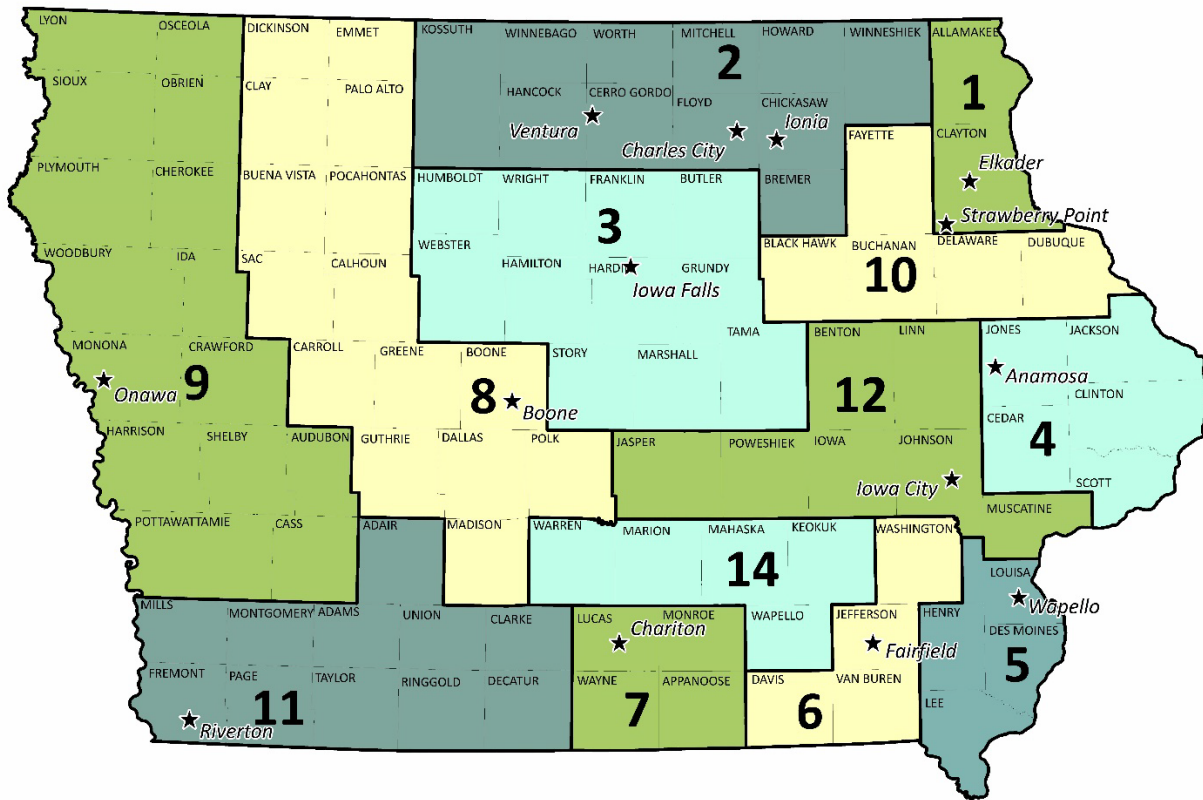 LYON
OSCEOLA
DICKINSON
EMMET
KOSSUTH
WINNEBAGO
WORTH
MITCHELL
HOWARD
WINNESHIEK
ALLAMAKEE
2
1
SIOUX
OBRIEN
CLAY
PALO ALTO
HANCOCK
CERRO GORDO
FLOYD
CHICKASAW
Ventura
Charles City
Ionia
FAYETTE
CLAYTON
Elkader
PLYMOUTH
CHEROKEE
BUENA VISTA
POCAHONTAS
HUMBOLDT
WRIGHT
FRANKLIN
BUTLER
BREMER
3
Strawberry Point
WOODBURY
IDA
SAC
CALHOUN
WEBSTER
HAMILTON
HARDIN
GRUNDY
Iowa Falls
BLACK HAWK
BUCHANAN
DELAWARE
DUBUQUE
10
MONONA
CRAWFORD
CARROLL
GREENE
BOONE
STORY
MARSHALL
TAMA
BENTON
LINN
JONES
JACKSON
9
Onawa
8
Boone
12
Anamosa
CLINTON
CEDAR
4
HARRISON
SHELBY
AUDUBON
GUTHRIE
DALLAS
POLK
JASPER
POWESHIEK
IOWA
JOHNSON
Iowa City
SCOTT
MUSCATINE
POTTAWATTAMIE
CASS
ADAIR
MADISON
WARREN
MARION
MAHASKA
KEOKUK
WASHINGTON
14
LOUISA
Wapello
MILLS
MONTGOMERY
ADAMS
UNION
CLARKE
LUCAS
MONROE
WAPELLO
JEFFERSON
HENRY
DES MOINES
Chariton
Fairfield
5
FREMONT
PAGE
TAYLOR
RINGGOLD
DECATUR
WAYNE
APPANOOSE
DAVIS
VAN BUREN
LEE
11
Riverton
7
6